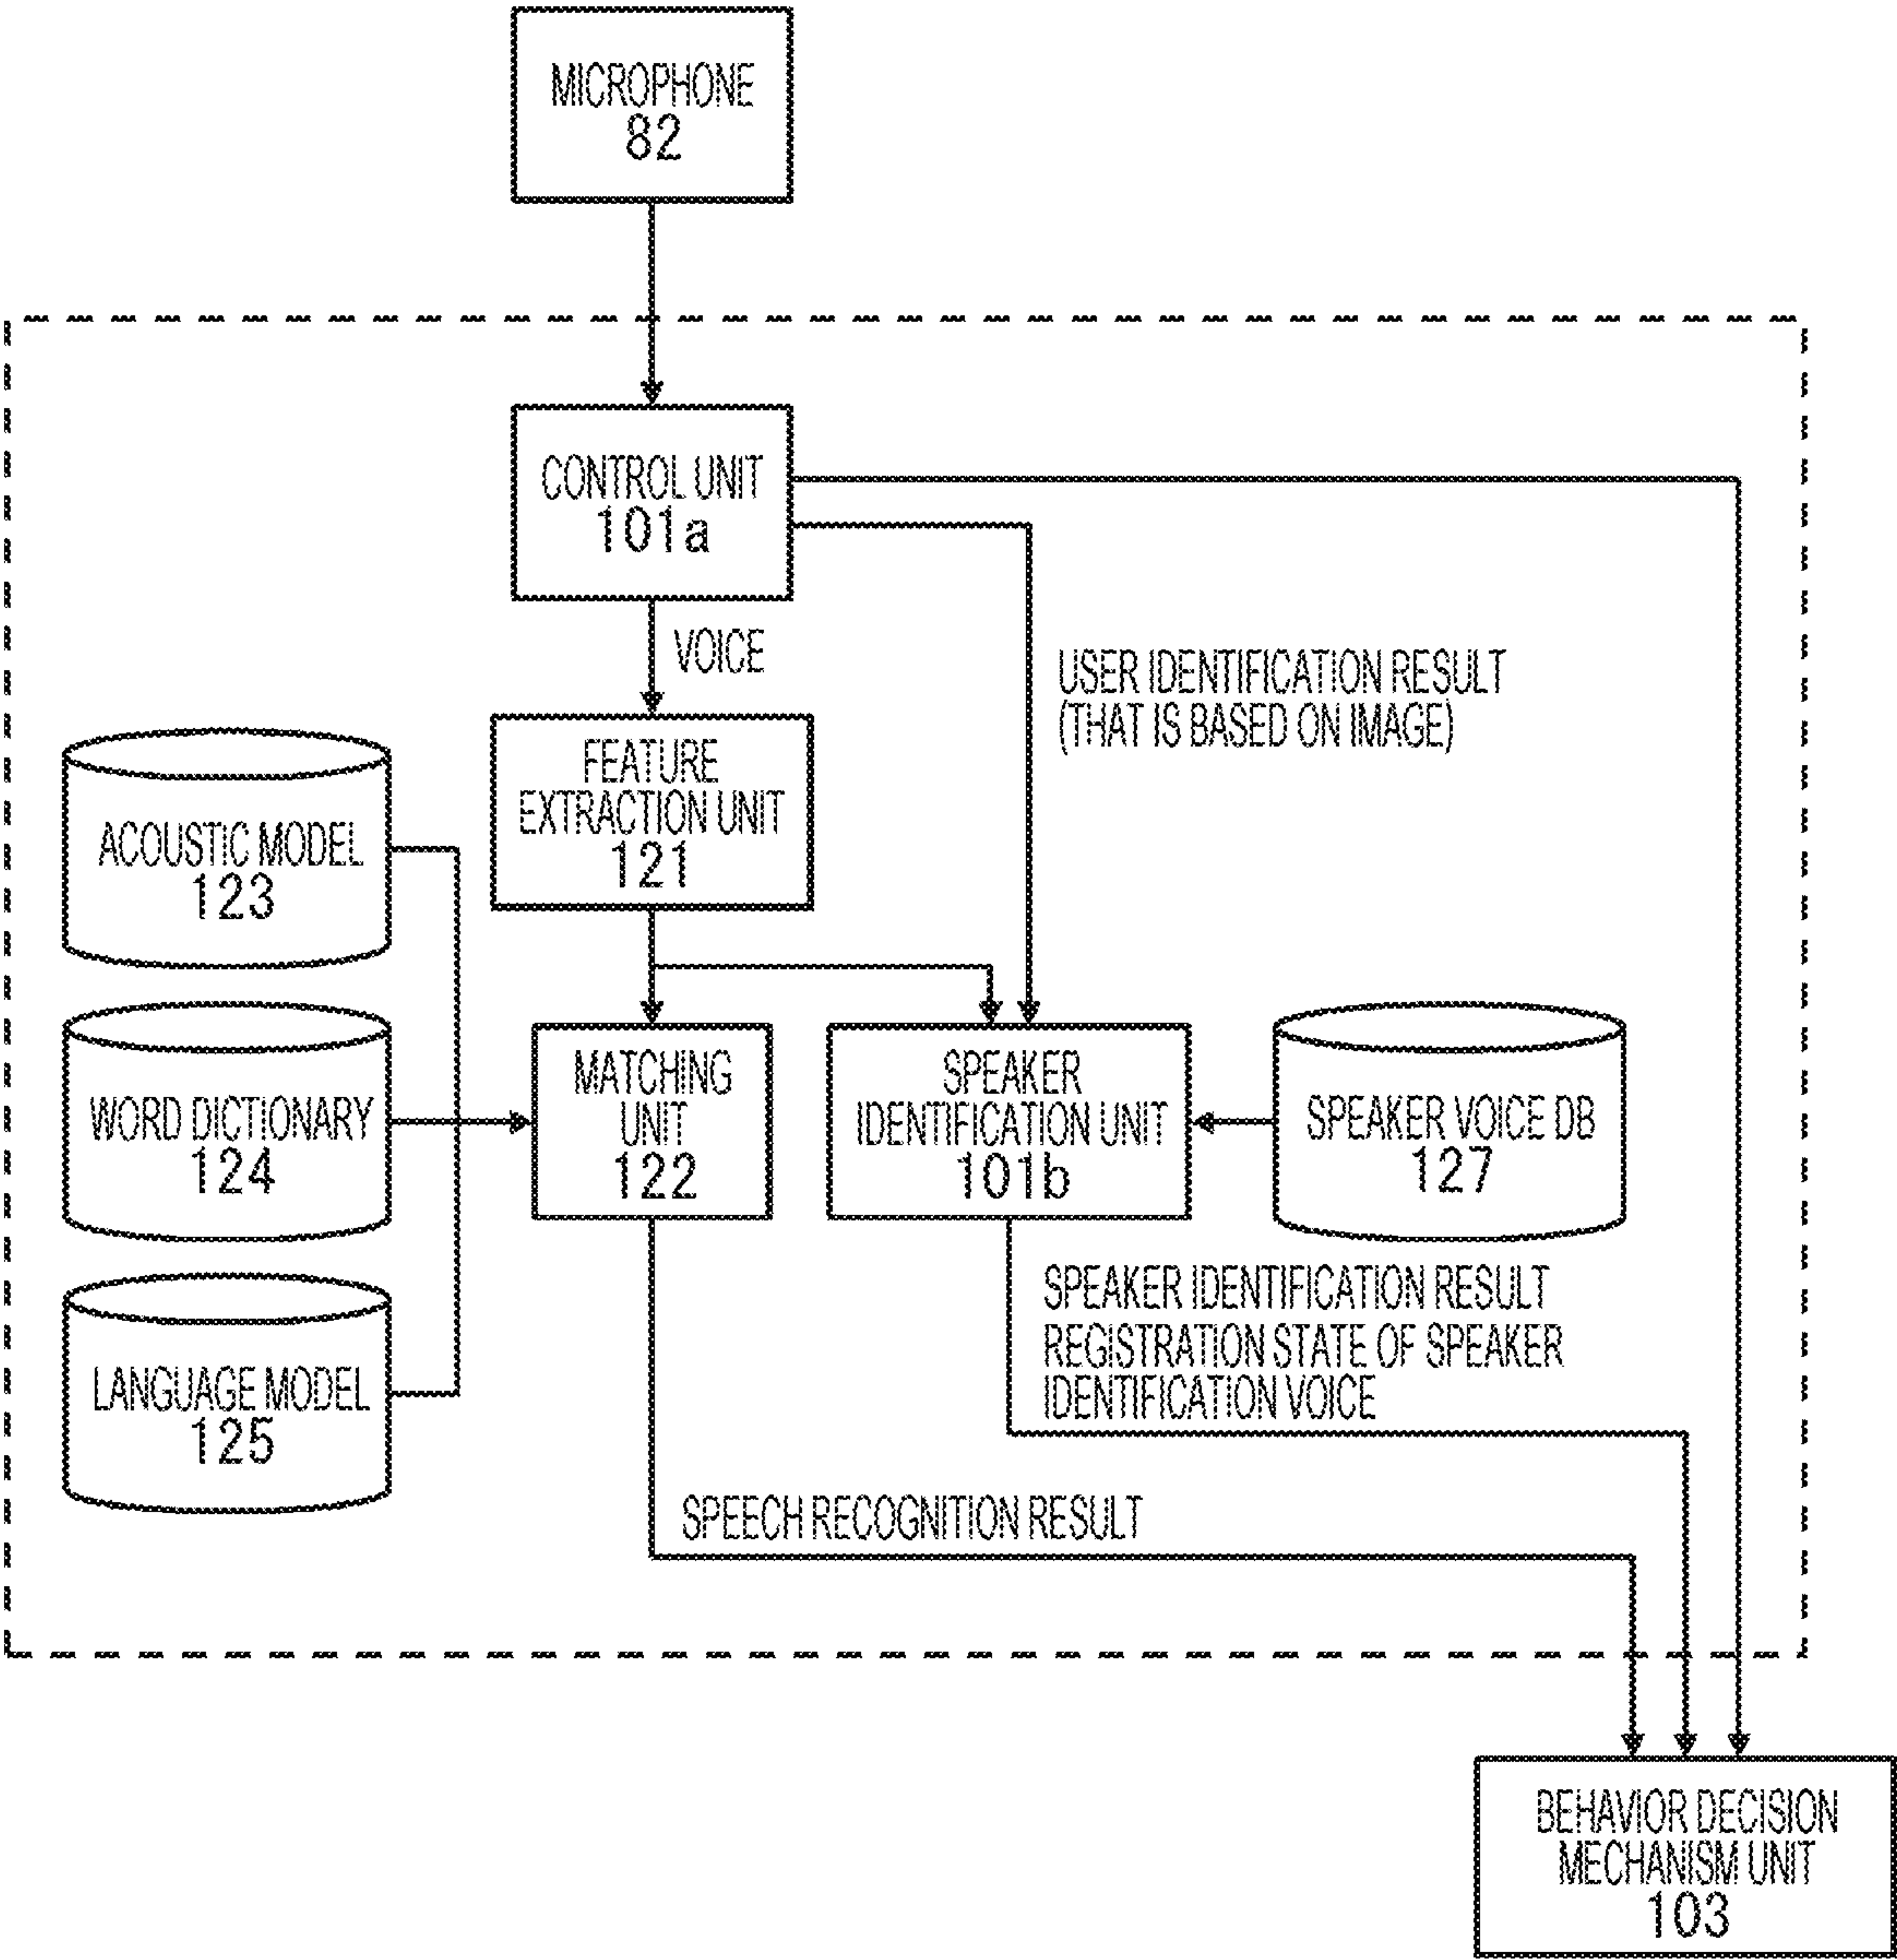 MICROPHONE
82
CONTROL UNIT
101a
VOICE
USER IDENTIFICATION RESULT
(THAT IS BASED ON IMAGE)
FEATURE
EXTRACTION UNIT
121
ACOUSTIC MODEL
123
WORD DICTIONARY
124
MATCHING
UNIT
122
SPEAKER
IDENTIFICATION UNIT
101b
SPEAKER VOICE DB
127
LANGUAGE MODEL
125
SPEAKER IDENTIFICATION RESULT
REGISTRATION STATE OF SPEAKER
IDENTIFICATION VOICE
SPEECH RECOGNITION RESULT
BEHAVIOR DECISION
MECHANISM UNIT
103